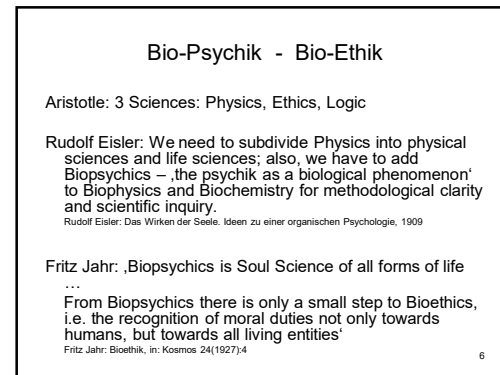 Bio-Psychik - Bio-Ethik
Aristotle: 3 Sciences: Physics, Ethics, Logic
Rudolf Eisler: We need to subdivide Physics into physical
sciences and life sciences; also, we have to add
Biopsychics – ‚the psychik as a biological phenomenon‘
to Biophysics and Biochemistry for methodological clarity
and scientific inquiry.
Rudolf Eisler: Das Wirken der Seele. Ideen zu einer organischen Psychologie, 1909
Fritz Jahr: ‚Biopsychics is Soul Science of all forms of life
…
From Biopsychics there is only a small step to Bioethics,
i.e. the recognition of moral duties not only towards
humans, but towards all living entities‘
Fritz Jahr: Bioethik, in: Kosmos 24(1927):4
6